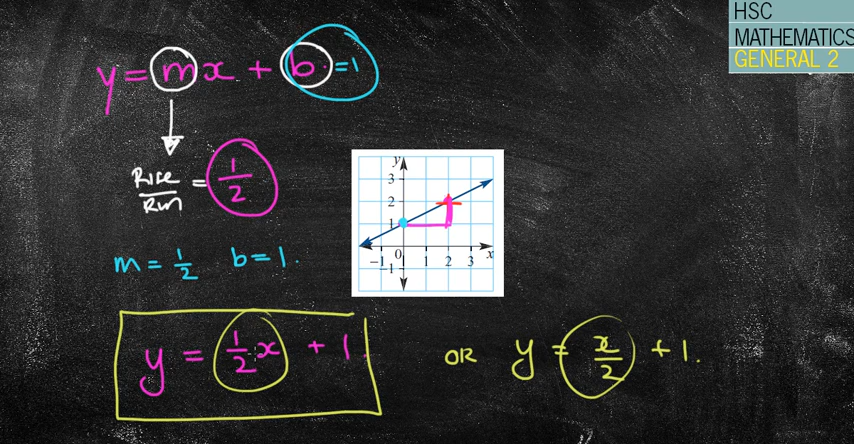 HSC
MATHEMATICS
GENERAL 2
y = mx + b = 1
Rise/Run = 1/2
m = 1/2 b = 1.
y
3
2
1
0
-1 1 2 3 x
-1
y = 1/2 x + 1.
OR y = x/2 + 1.